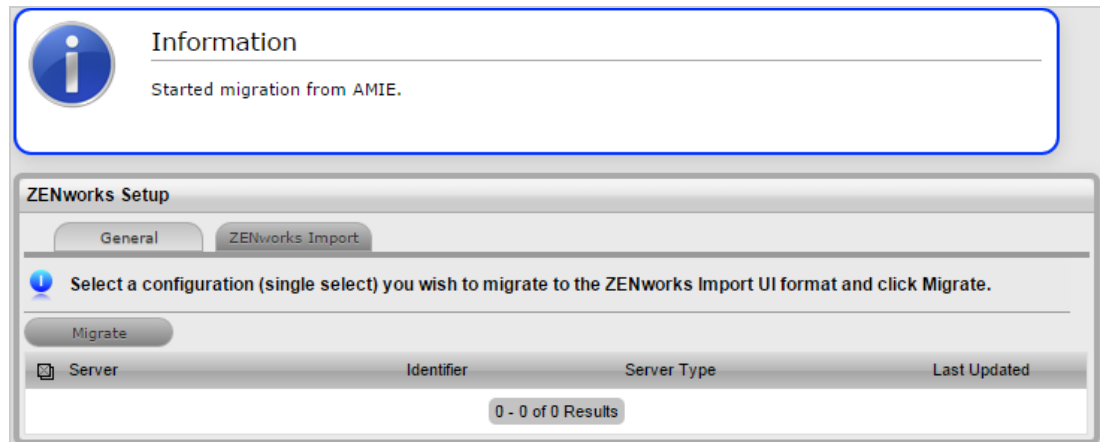 Information
Started migration from AMIE.
ZENworks Setup
General
ZENworks Import
Select a configuration (single select) you wish to migrate to the ZENworks Import UI format and click Migrate.
Migrate
Server Identifier Server Type Last Updated
0 - 0 of 0 Results